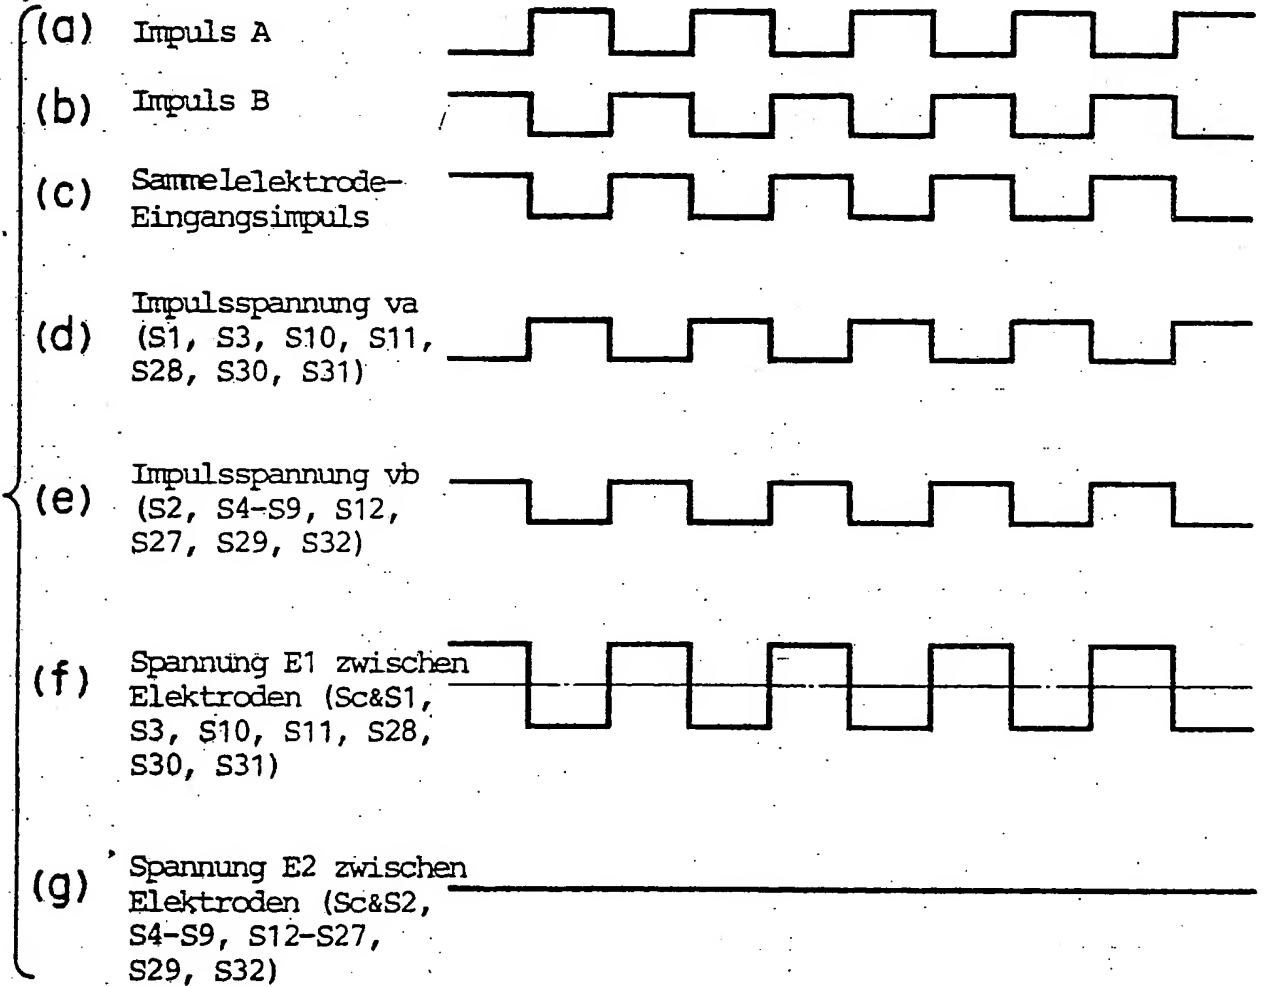 (a) Impuls A
(b) Impuls B
(c) Sammelelektrode-
Eingangsimpuls
(d) Impulsspannung va
(S1, S3, S10, S11,
S28, S30, S31)
(e) Impulsspannung vb
(S2, S4-S9, S12,
S27, S29, S32)
(f) Spannung E1 zwischen
Elektroden (Sc&S1,
S3, S10, S11, S28,
S30, S31)
(g) Spannung E2 zwischen
Elektroden (Sc&S2,
S4-S9, S12-S27,
S29, S32)